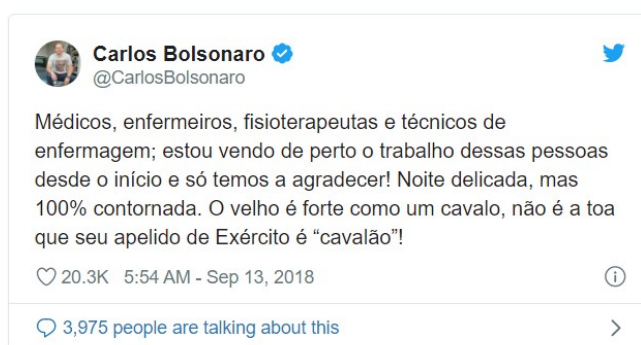 Carlos Bolsonaro
@CarlosBolsonaro
Médicos, enfermeiros, fisioterapeutas e técnicos de
enfermagem; estou vendo de perto o trabalho dessas pessoas
desde o início e só temos a agradecer! Noite delicada, mas
100% contornada. O velho é forte como um cavalo, não é a toa
que seu apelido de Exército é “cavalão”!
20.3K 5:54 AM - Sep 13, 2018
3,975 people are talking about this